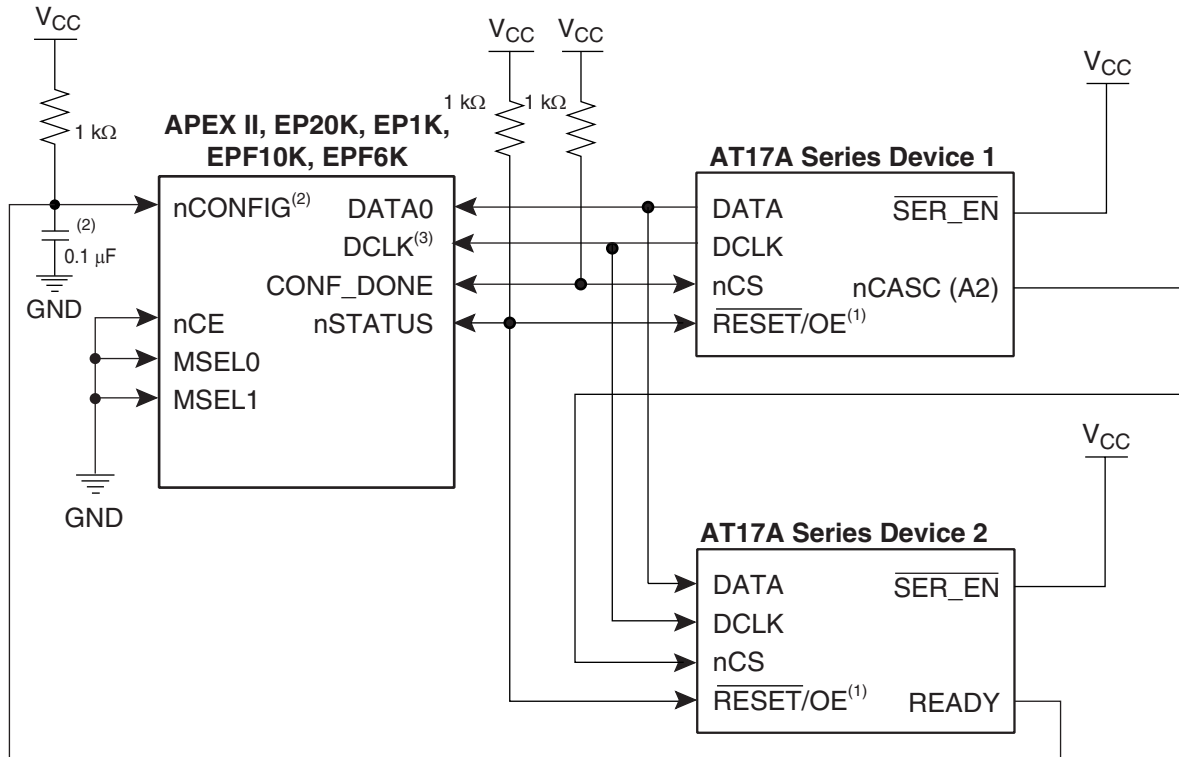 VCC
1 kΩ
VCC
VCC
1 kΩ
1 kΩ
VCC
APEX II, EP20K, EP1K,
EPF10K, EPF6K
nCONFIG(2)
DATA0
DCLK(3)
CONF_DONE
nCE
nSTATUS
MSEL0
MSEL1
(2)
0.1 μF
GND
GND
AT17A Series Device 1
DATA
SER_EN
DCLK
nCS
nCASC (A2)
RESET/OE(1)
VCC
AT17A Series Device 2
DATA
SER_EN
DCLK
nCS
RESET/OE(1)
READY